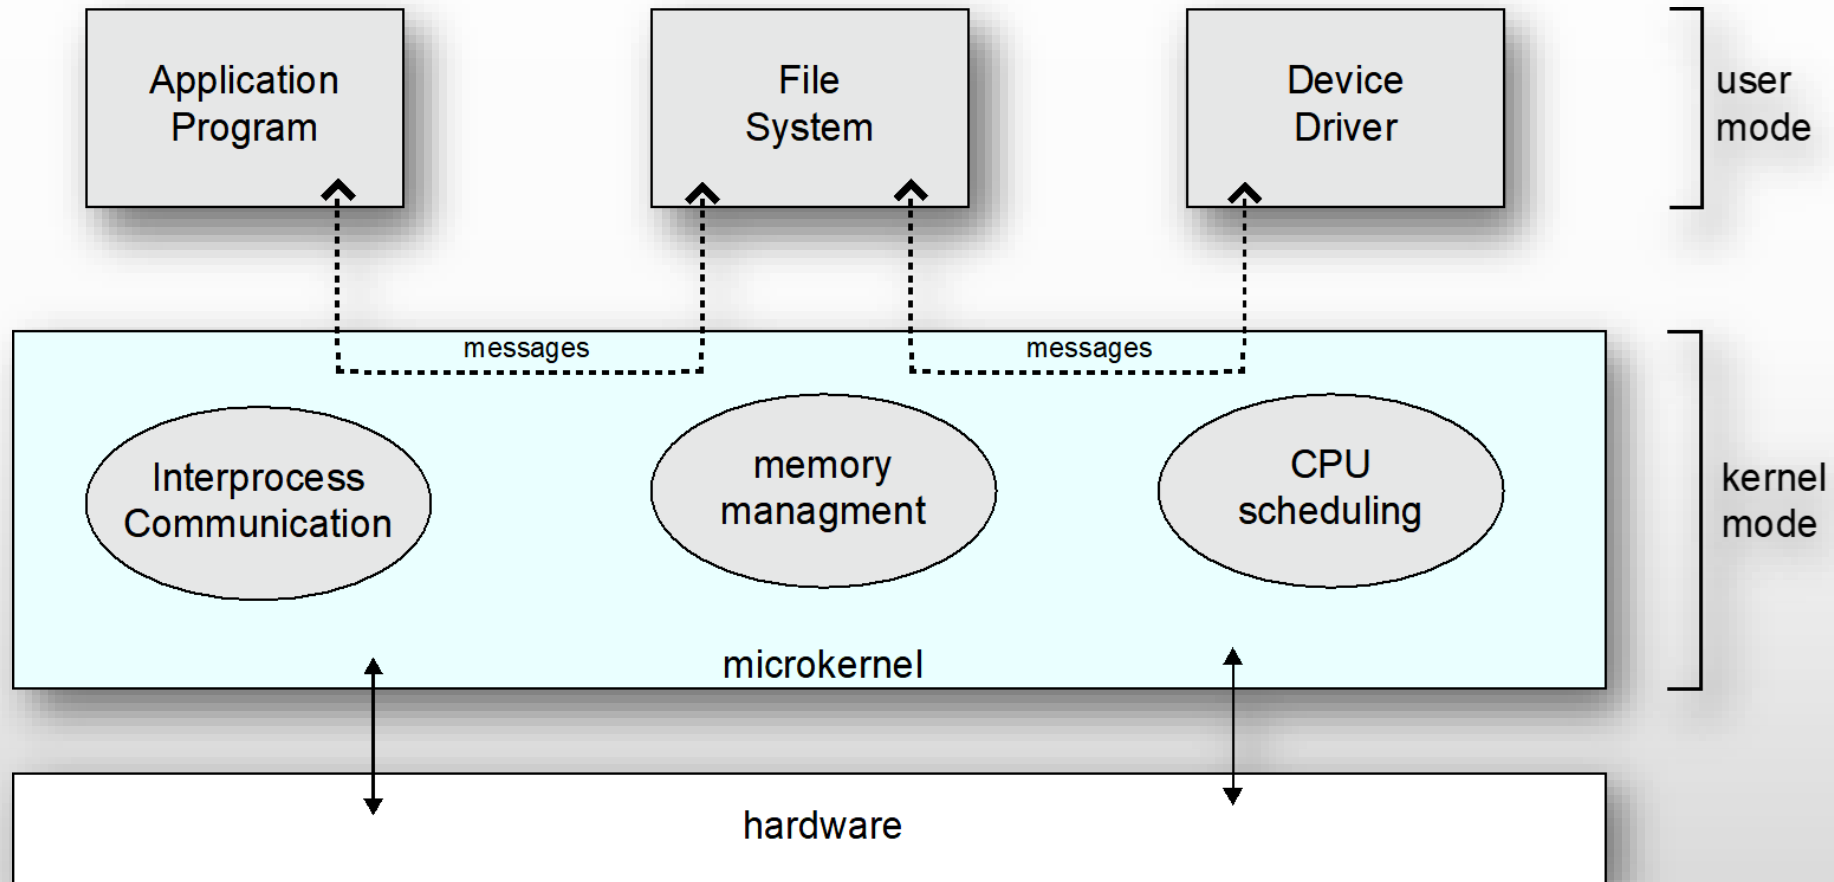 Application
Program
File
System
Device
Driver
user
mode
messages
messages
Interprocess
Communication
memory
managment
CPU
scheduling
kernel
mode
microkernel
hardware